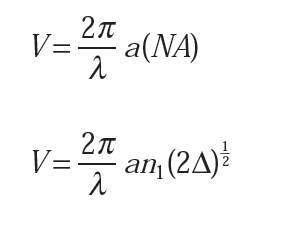 V = 2π/λ a(NA)
V = 2π/λ an₁(2Δ)^½